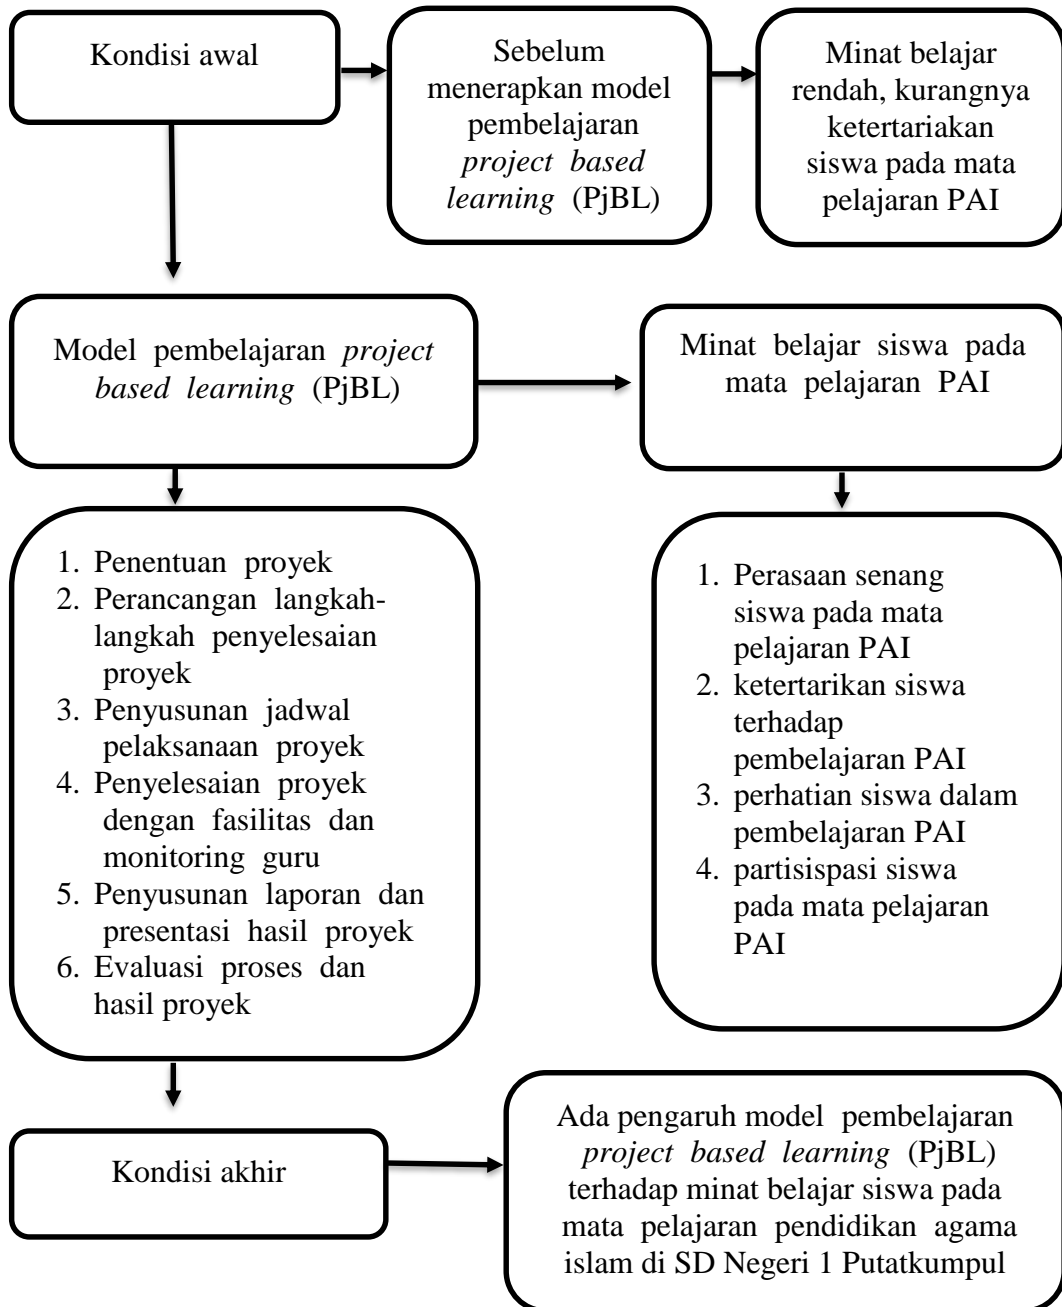 Kondisi awal
Sebelum
menerapkan model
pembelajaran
project based
learning (PjBL)
Minat belajar
rendah, kurangnya
ketertariakan
siswa pada mata
pelajaran PAI
Model pembelajaran project
based learning (PjBL)
Minat belajar siswa pada
mata pelajaran PAI
1. Penentuan proyek
2. Perancangan langkah-
langkah penyelesaian
proyek
3. Penyusunan jadwal
pelaksanaan proyek
4. Penyelesaian proyek
dengan fasilitas dan
monitoring guru
5. Penyusunan laporan dan
presentasi hasil proyek
6. Evaluasi proses dan
hasil proyek
1. Perasaan senang
siswa pada mata
pelajaran PAI
2. ketertarikan siswa
terhadap
pembelajaran PAI
3. perhatian siswa dalam
pembelajaran PAI
4. partisispasi siswa
pada mata pelajaran
PAI
Kondisi akhir
Ada pengaruh model pembelajaran
project based learning (PjBL)
terhadap minat belajar siswa pada
mata pelajaran pendidikan agama
islam di SD Negeri 1 Putatkumpul